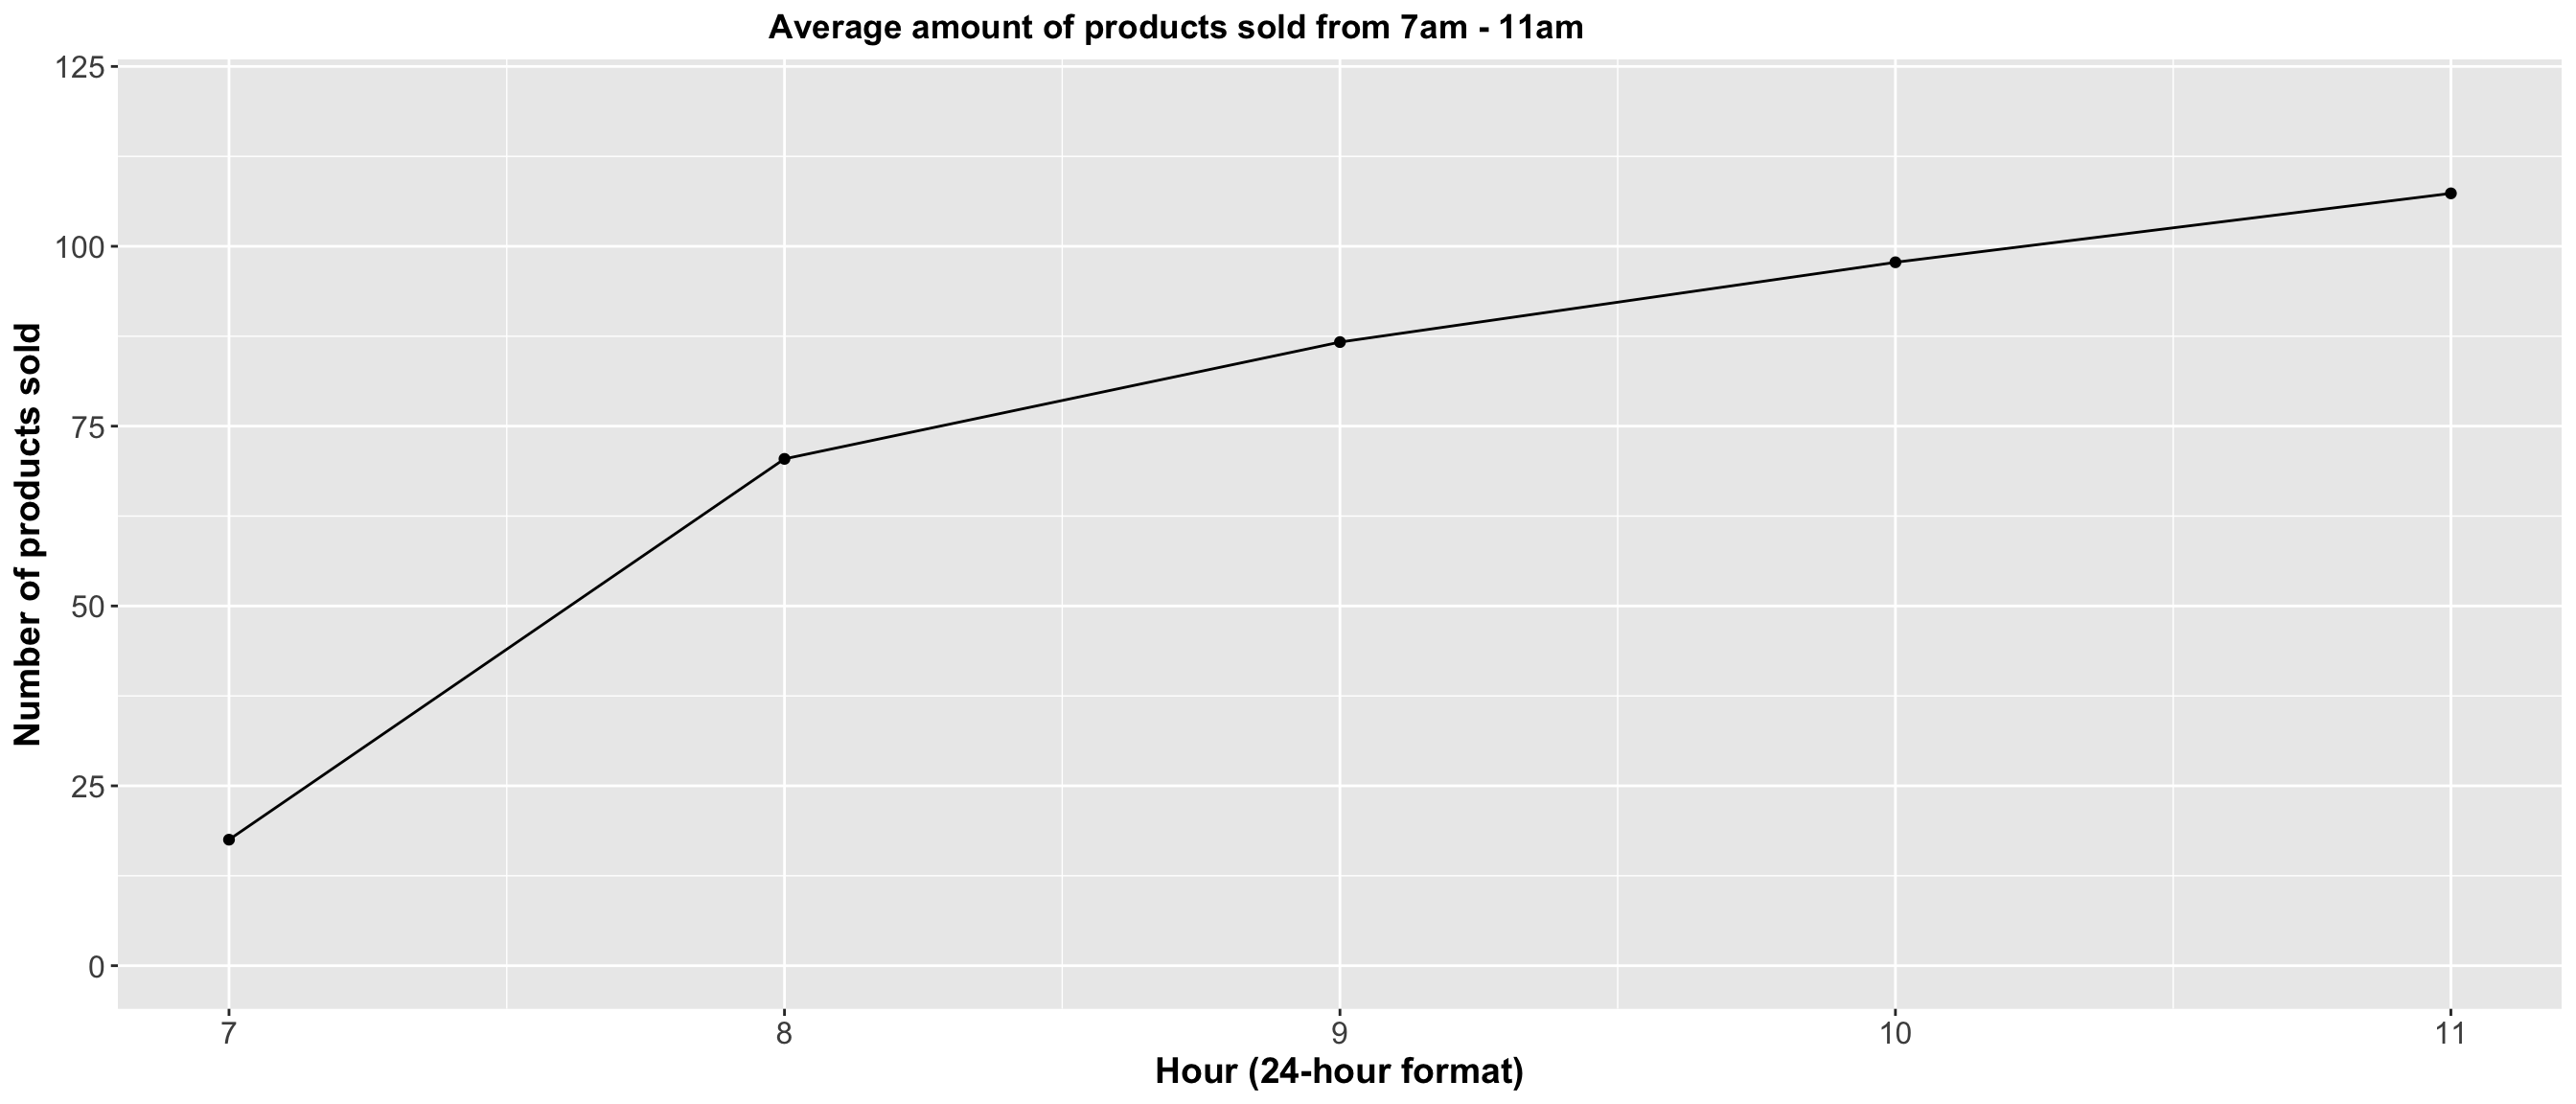 Average amount of products sold from 7am - 11am
Number of products sold
125
100
75
50
25
0
7 8 9 10 11
Hour (24-hour format)